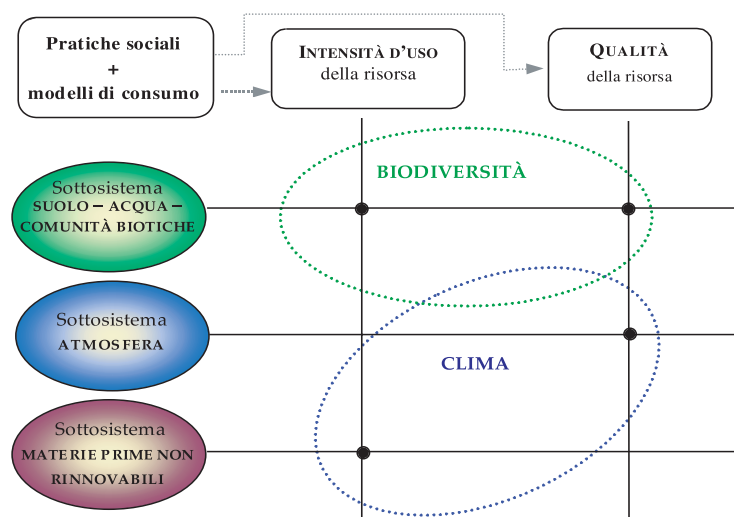 Pratiche sociali
+
modelli di consumo
INTENSITÀ D'USO
della risorsa
QUALITÀ
della risorsa
BIODIVERSITÀ
Sottosistema
SUOLO – ACQUA –
COMUNITÀ BIOTICHE
Sottosistema
ATMOSFERA
CLIMA
Sottosistema
MATERIE PRIME NON
RINNOVABILI